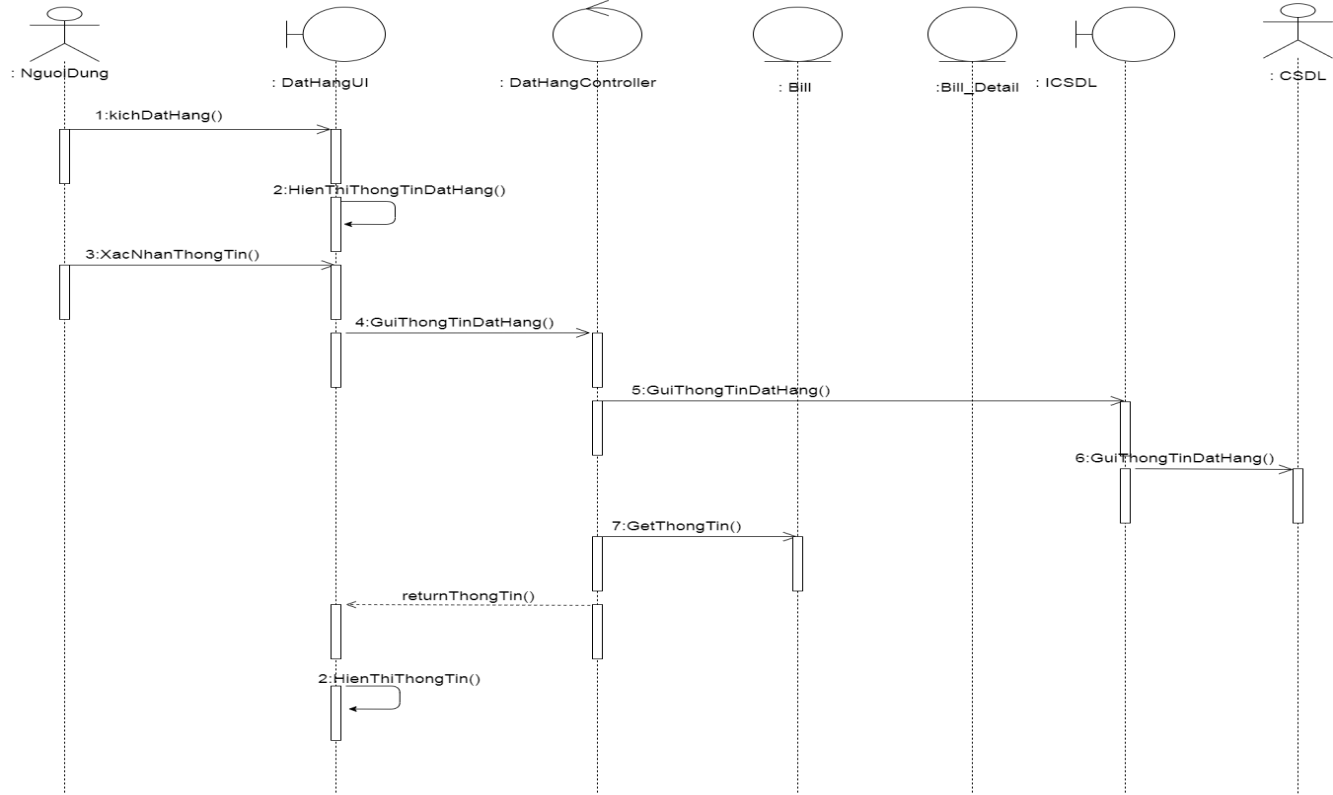 : NguoiDung
: DatHangUI
: DatHangController
: Bill
:Bill_Detail
: ICSDL
: CSDL
1:kichDatHang()
2:HienThiThongTinDatHang()
3:XacNhanThongTin()
4:GuiThongTinDatHang()
5:GuiThongTinDatHang()
6:GuiThongTinDatHang()
7:GetThongTin()
returnThongTin()
2:HienThiThongTin()